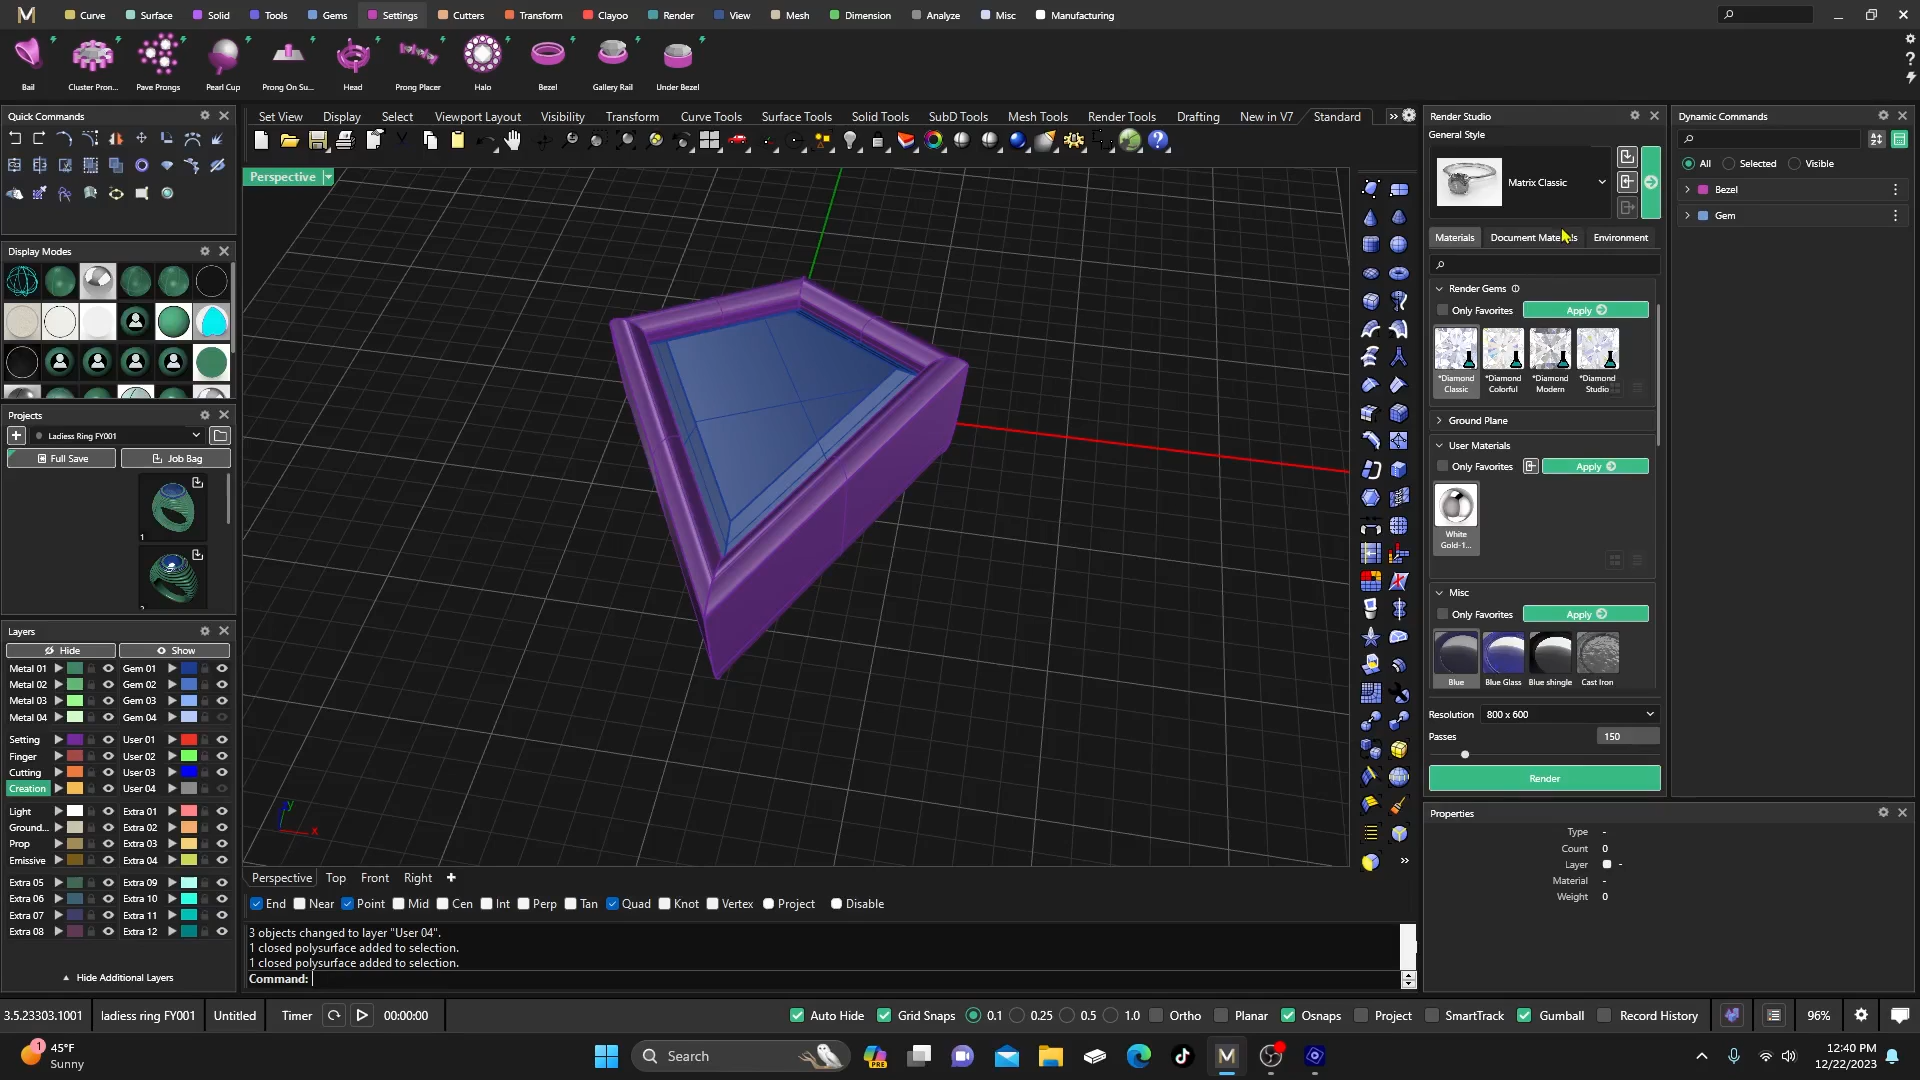 Curve Surface Solid Tools Gems Settings Cutters Transform Clayoo Render View Mesh Dimension Analyze Misc Manufacturing
Bail Cluster Pron... Pave Prongs Pearl Cup Prong On Su... Head Prong Placer Halo Bezel Gallery Rail Under Bezel
Quick Commands
Display Modes
Projects
Ladiess Ring FY001
Full Save Job Bag
1
2
Layers
Hide Show
Metal 01 Gem 01
Metal 02 Gem 02
Metal 03 Gem 03
Metal 04 Gem 04
Setting User 01
Finger User 02
Cutting User 03
Creation User 04
Light Extra 01
Ground... Extra 02
Prop Extra 03
Emissive Extra 04
Extra 05 Extra 09
Extra 06 Extra 10
Extra 07 Extra 11
Extra 08 Extra 12
Hide Additional Layers
Set View Display Select Viewport Layout Visibility Transform Curve Tools Surface Tools Solid Tools SubD Tools Mesh Tools Render Tools Drafting New in V7 Standard
Perspective
y
x
Perspective Top Front Right
End Near Point Mid Cen Int Perp Tan Quad Knot Vertex Project Disable
3 objects changed to layer "User 04".
1 closed polysurface added to selection.
1 closed polysurface added to selection.
Command:
Render Studio
General Style
Matrix Classic
Materials Document Mate Environment
Render Gems
Only Favorites Apply
*Diamond Classic
*Diamond Colorful
*Diamond Modern
*Diamond Studio
Ground Plane
User Materials
Only Favorites Apply
White
Gold-1...
Misc
Only Favorites Apply
Blue Blue Glass Blue shingle Cast Iron
Resolution 800 x 600
Passes 150
Render
Dynamic Commands
All Selected Visible
Bezel
Gem
Properties
Type -
Count 0
Layer -
Material -
Weight 0
3.5.23303.1001 ladiess ring FY001 Untitled Timer 00:00:00 Auto Hide Grid Snaps 0.1 0.25 0.5 1.0 Ortho Planar Osnaps Project SmartTrack Gumball Record History 96%
1
45°F
Sunny
Search
PRE
12:40 PM
12/22/2023